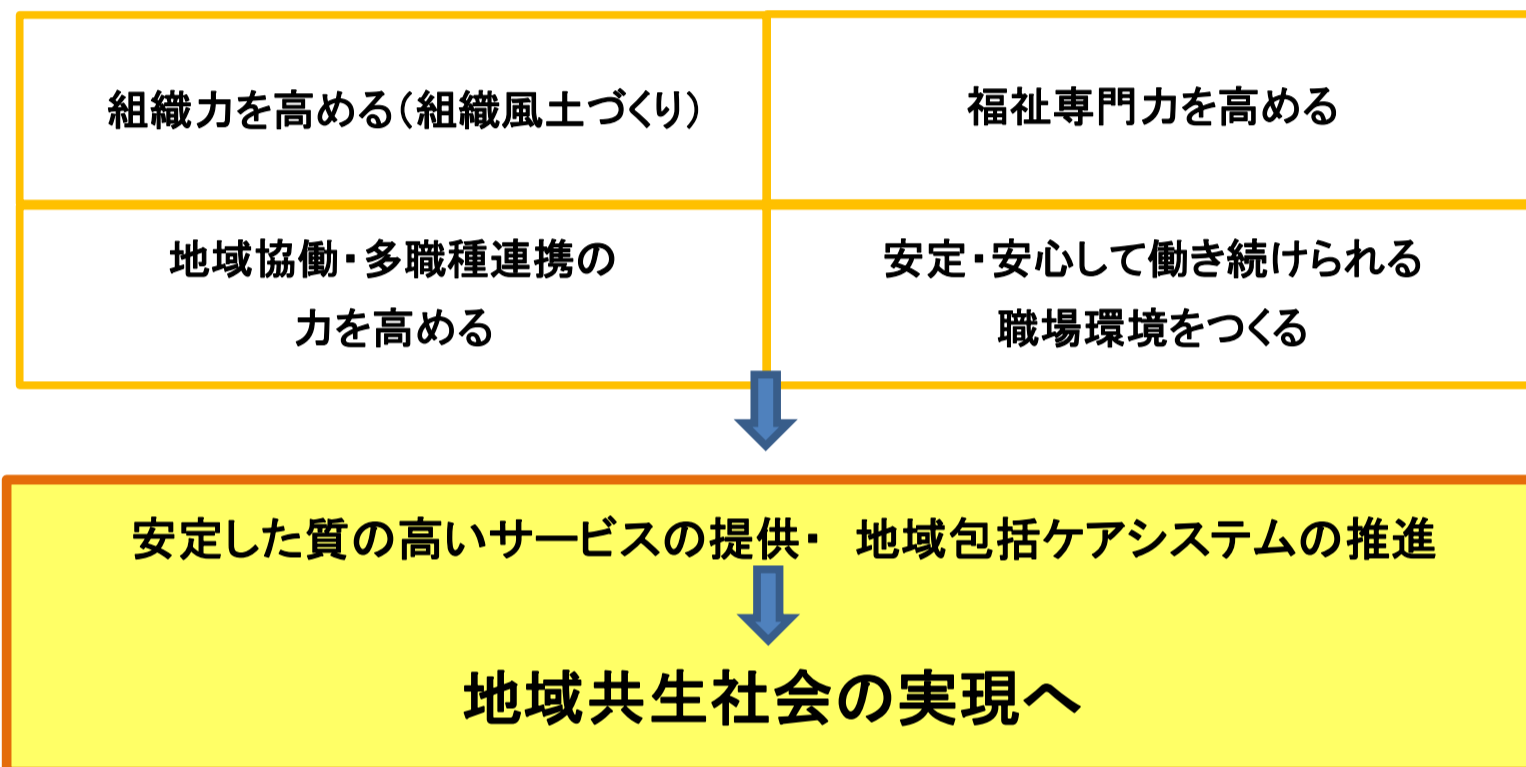 組織力を高める(組織風土づくり)
福祉専門力を高める
地域協働・多職種連携の
力を高める
安定・安心して働き続けられる
職場環境をつくる
安定した質の高いサービスの提供・ 地域包括ケアシステムの推進
地域共生社会の実現へ